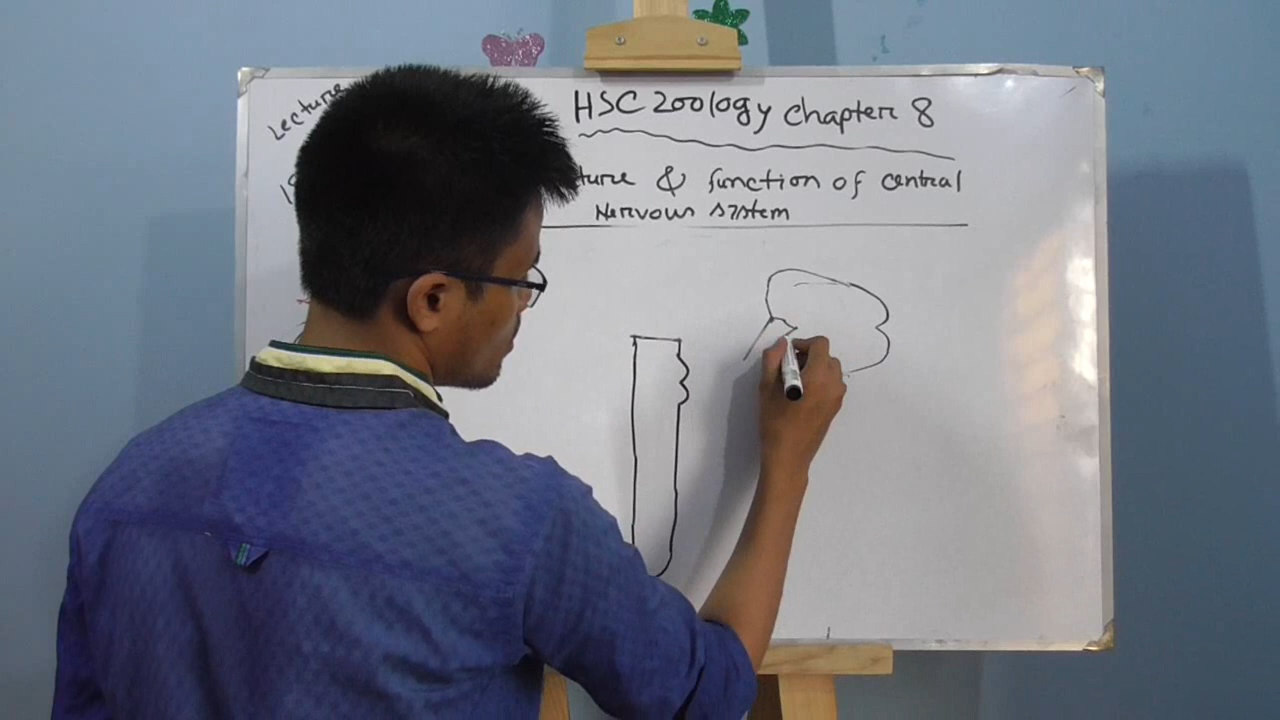 Lecture
HSC Zoology Chapter 8
ture & function of central
Nervous system